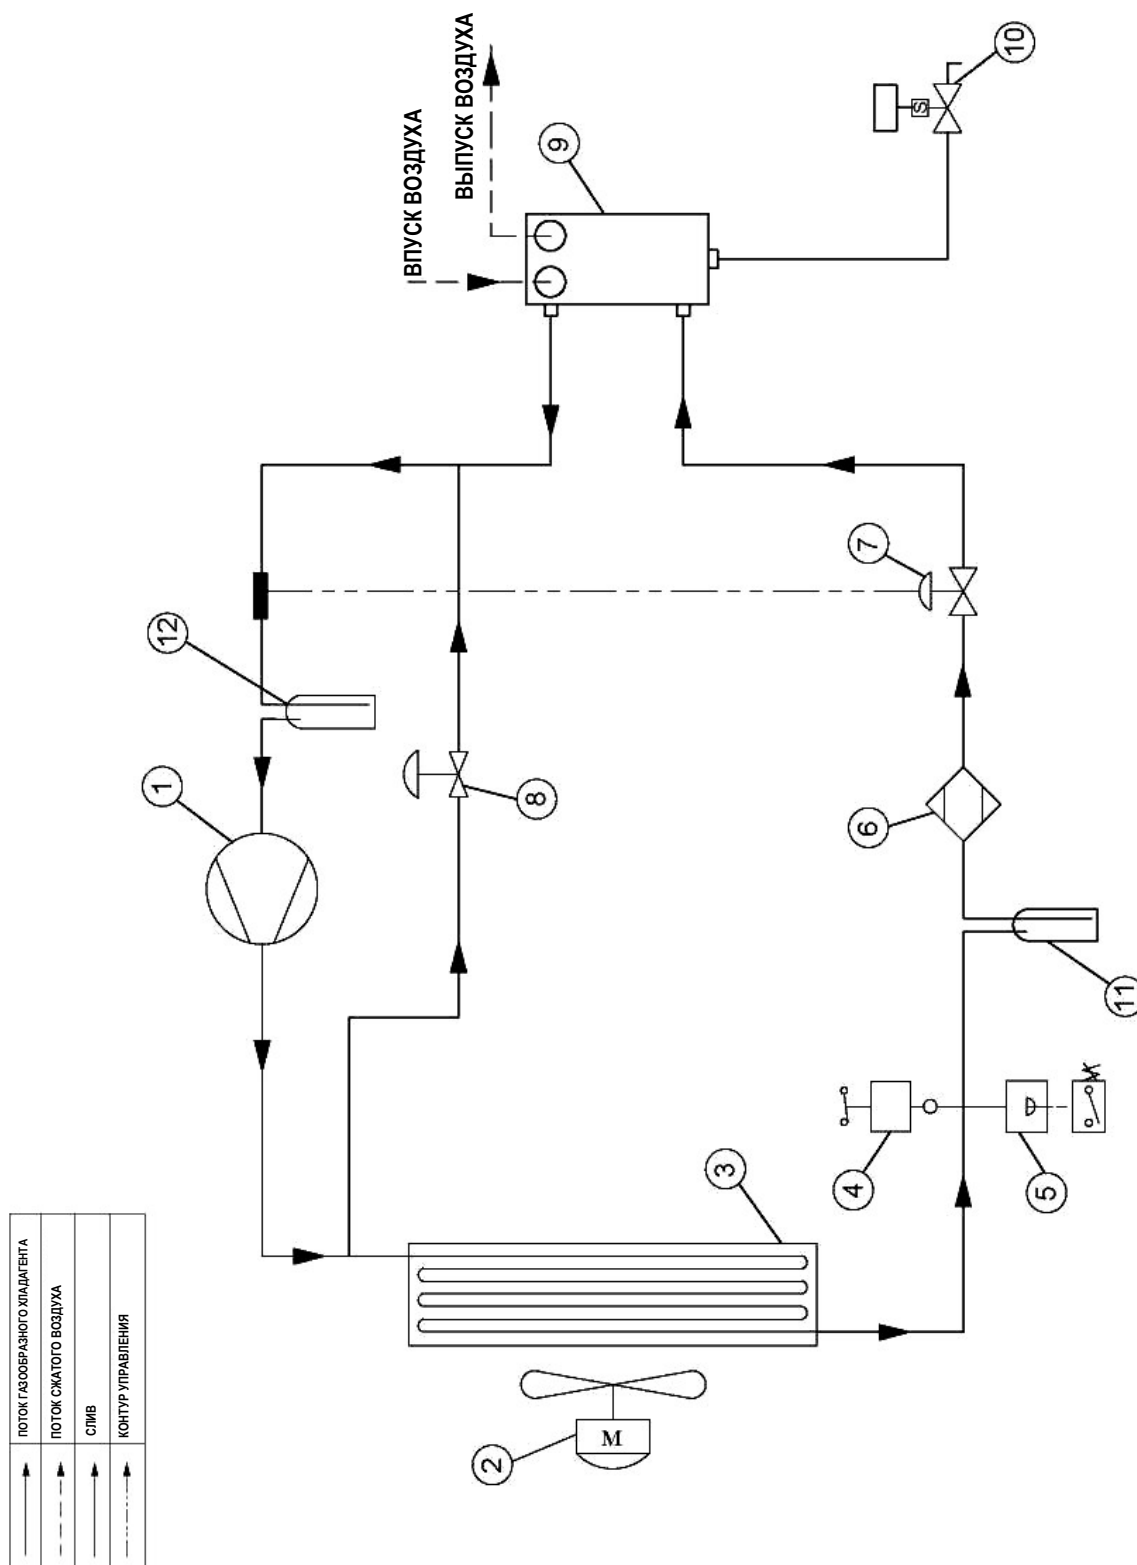 ВПУСК ВОЗДУХА
ВЫПУСК ВОЗДУХА
10
9
S
7
12
1
8
6
11
4
5
3
2
M
ПОТОК ГАЗООБРАЗНОГО ХЛАДАГЕНТА
ПОТОК СЖАТОГО ВОЗДУХА
СЛИВ
КОНТУР УПРАВЛЕНИЯ